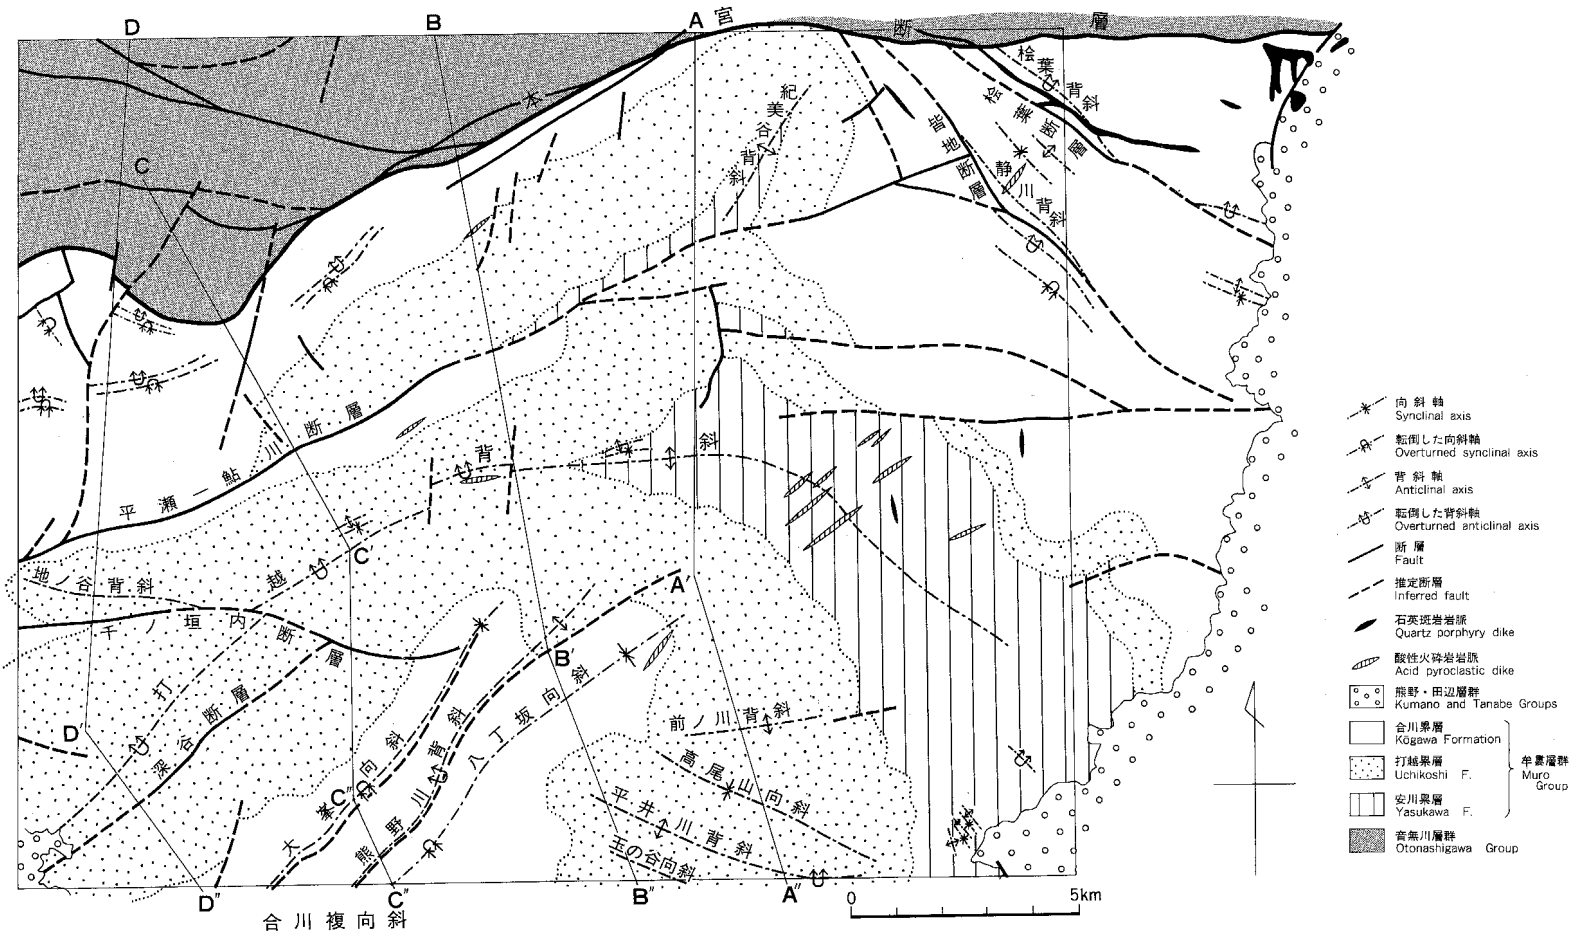 D
B
A
宮断層
本
桧葉背斜
桧葉断層
皆地断層
静川背斜
紀美谷背斜
C
平瀬―鮎川断層
背斜
C
越
地ノ谷背斜
千ノ垣内断層
打
深谷断層
D'
A'
B'
前ノ川背斜
高尾山向斜
平井川背斜
玉の谷向斜
八丁坂向斜
C"
大峯向斜
熊野川背斜
D"
C"
B"
A"
合川複向斜
0
5km
向斜軸
Synclinal axis
転倒した向斜軸
Overturned synclinal axis
背斜軸
Anticlinal axis
転倒した背斜軸
Overturned anticlinal axis
断層
Fault
推定断層
Inferred fault
石英斑岩岩脈
Quartz porphyry dike
酸性火砕岩岩脈
Acid pyroclastic dike
熊野・田辺層群
Kumano and Tanabe Groups
合川累層
Kōgawa Formation
打越累層
Uchikoshi F.
安川累層
Yasukawa F.
牟婁層群
Muro
Group
音無川層群
Otonashigawa Group